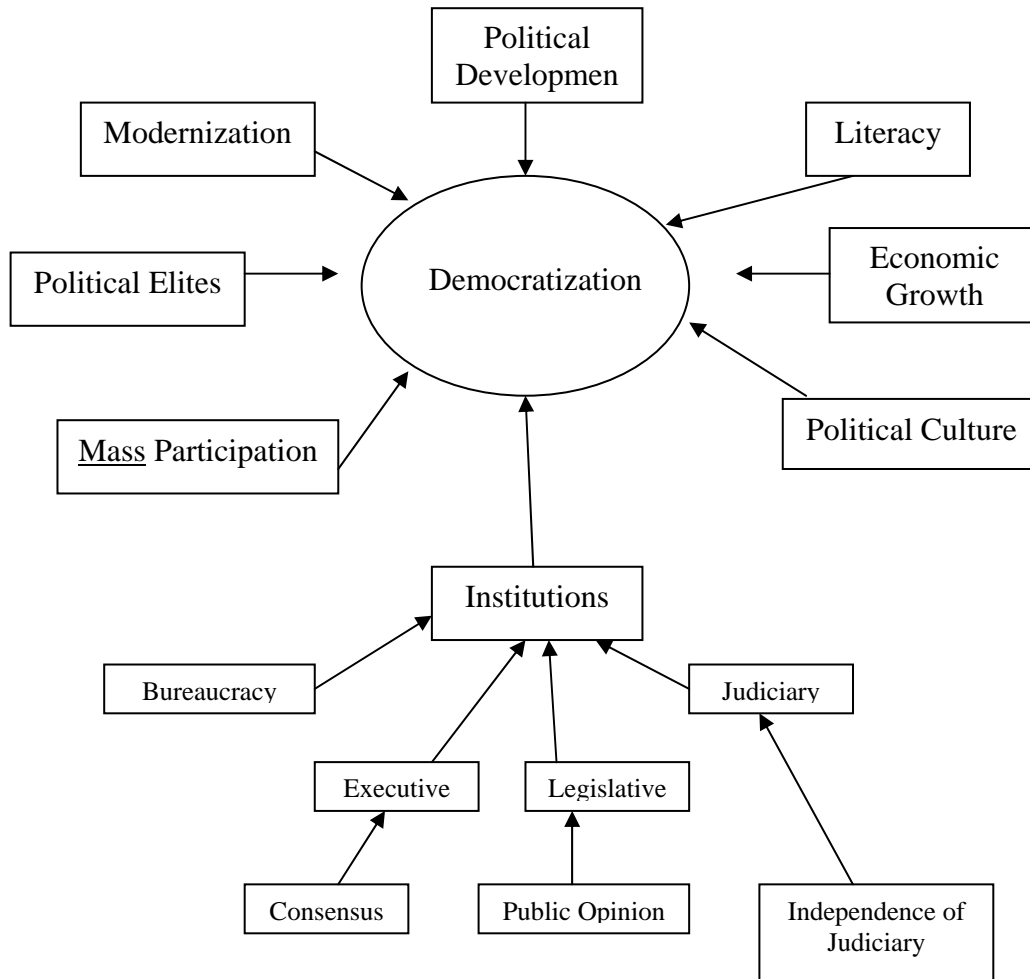 Political
Developmen
Modernization
Literacy
Political Elites
Democratization
Economic
Growth
Mass Participation
Political Culture
Institutions
Bureaucracy
Judiciary
Executive
Legislative
Consensus
Public Opinion
Independence of
Judiciary